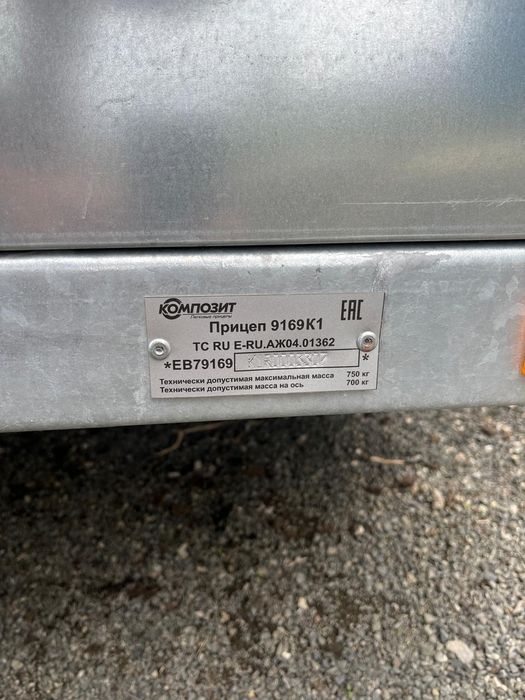 КОМПОЗИТ
Легковые прицепы
EAC
Прицеп 9169К1
ТС RU E-RU.АЖ04.01362
*EB79169 *
Технически допустимая максимальная масса 750 кг
Технически допустимая масса на ось 700 кг